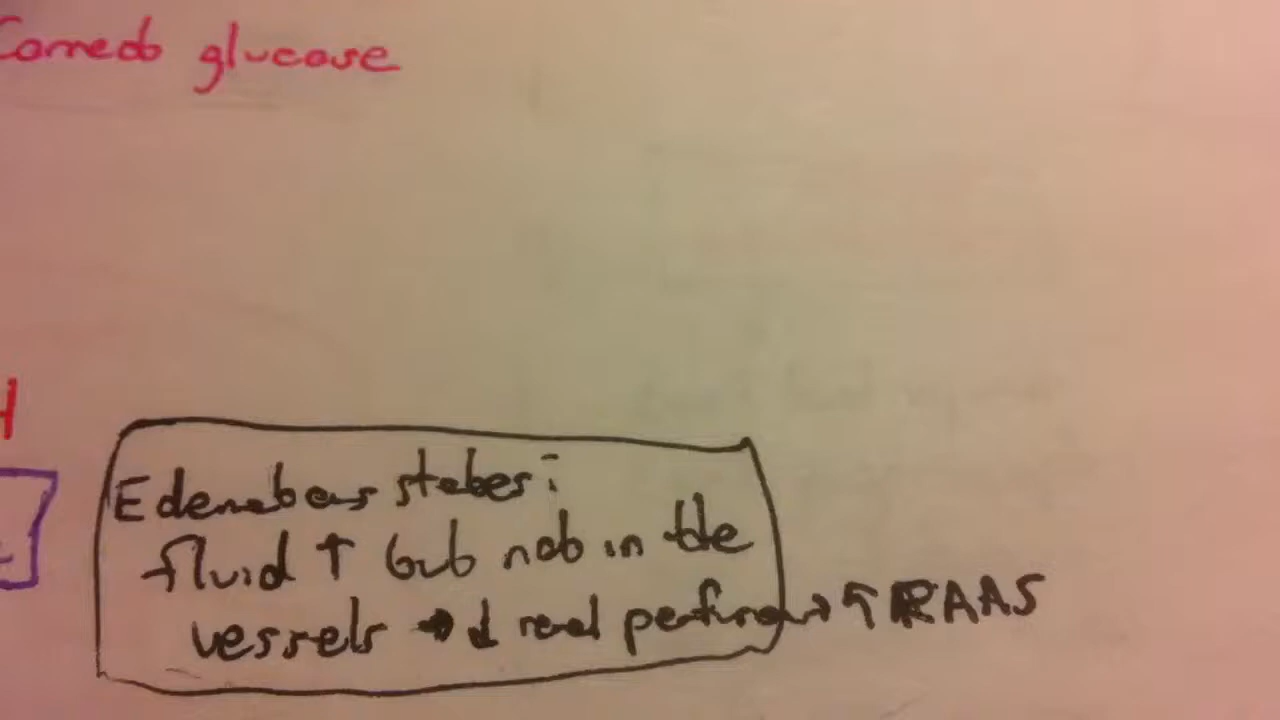 Corrected glucose
Edematous states:
fluid ↑ but not in the
vessels → ↓ renal perfusion → ↑ RAAS